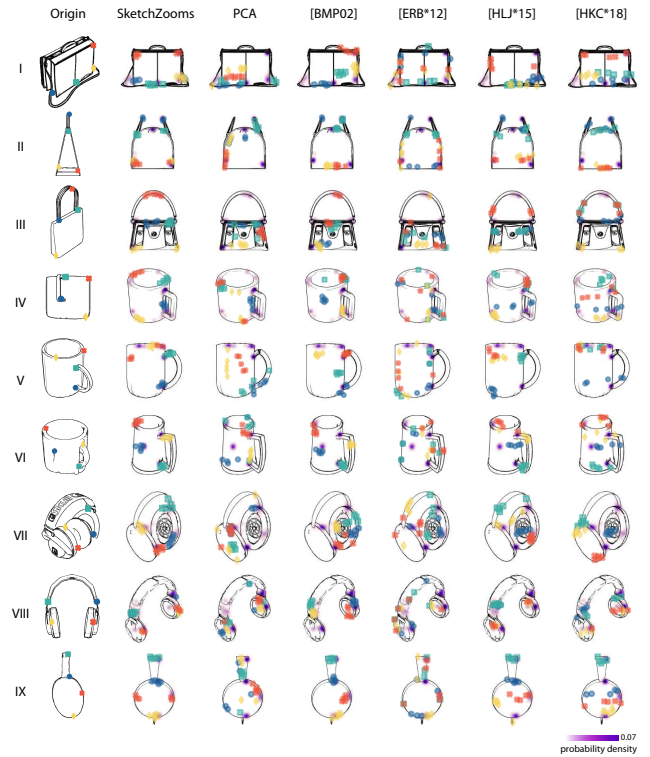 Origin SketchZooms PCA [BMP02] [ERB*12] [HLJ*15] [HKC*18]
I
II
III
IV
V
VI
VII
VIII
IX
0.07
probability density